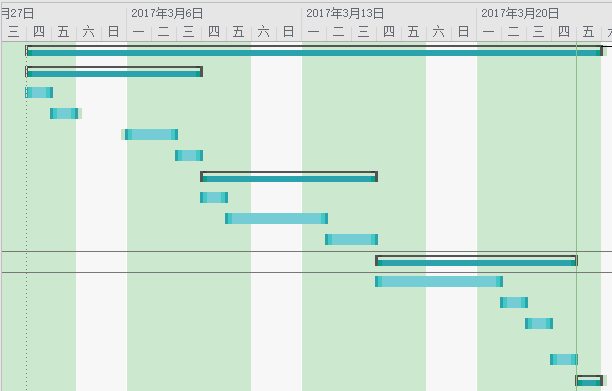 月27日 2017年3月6日 2017年3月13日 2017年3月20日
三 四 五 六 日 一 二 三 四 五 六 日 一 二 三 四 五 六 日 一 二 三 四 五